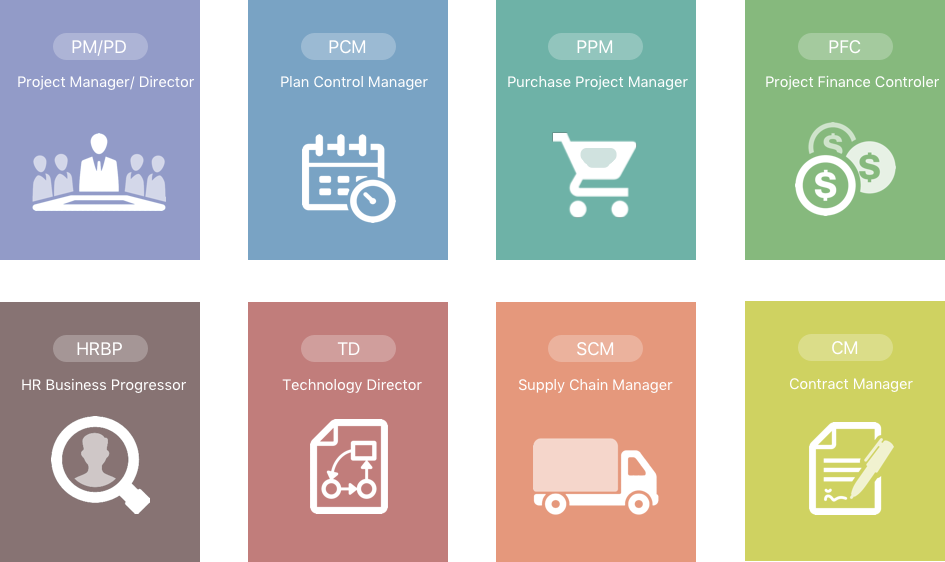 PM/PD
Project Manager/ Director
PCM
Plan Control Manager
PPM
Purchase Project Manager
PFC
Project Finance Controler
HRBP
HR Business Progressor
TD
Technology Director
SCM
Supply Chain Manager
CM
Contract Manager